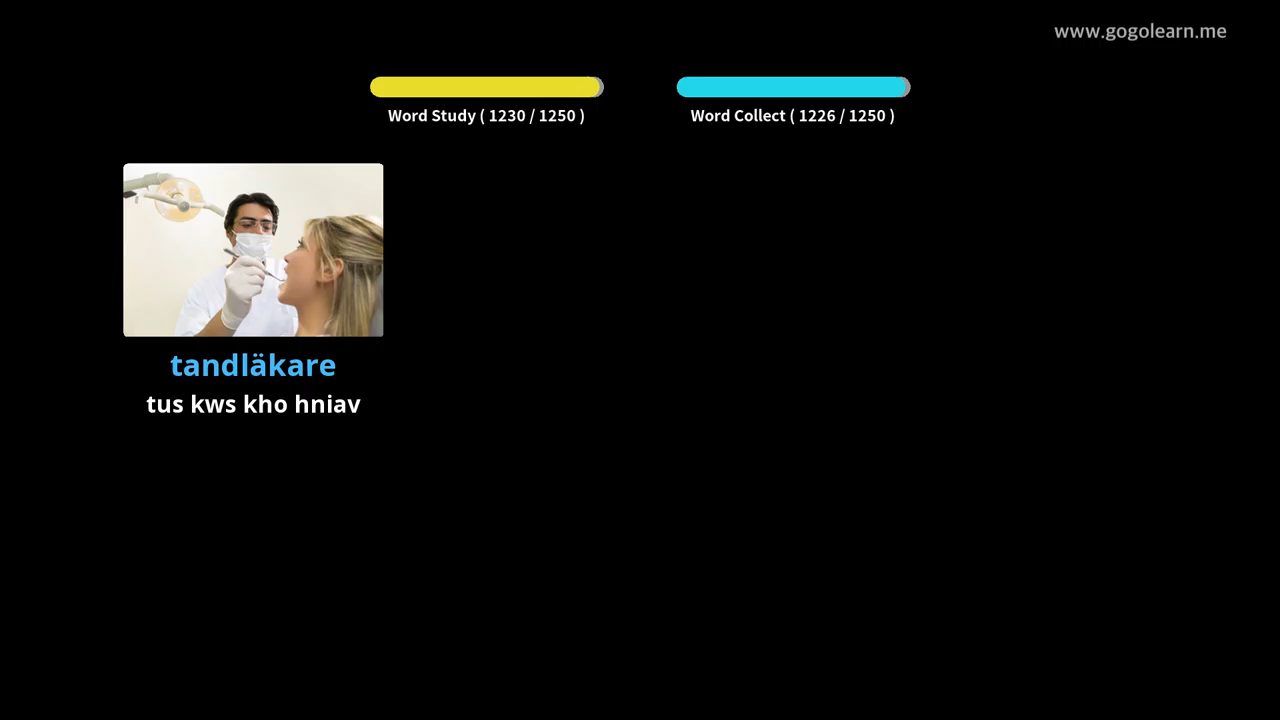 www.gogolearn.me
Word Study ( 1230 / 1250 )
Word Collect ( 1226 / 1250 )
tandläkare
tus kws kho hniav